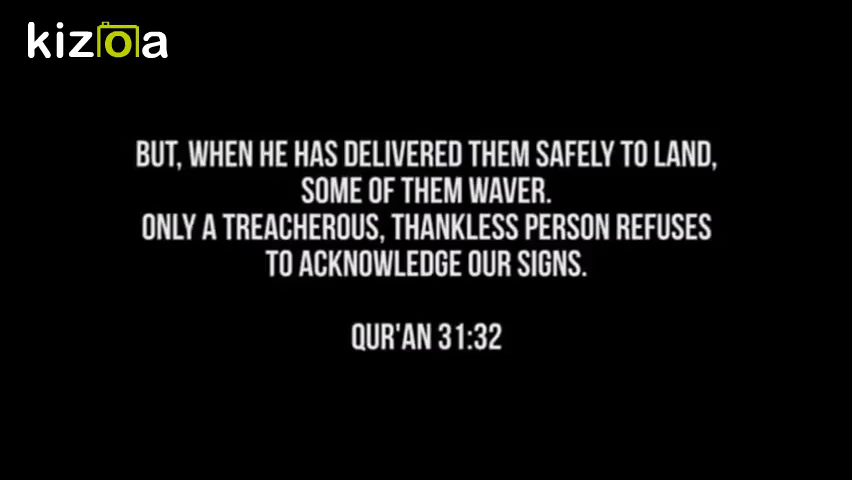 kizoa
BUT, WHEN HE HAS DELIVERED THEM SAFELY TO LAND,
SOME OF THEM WAVER.
ONLY A TREACHEROUS, THANKLESS PERSON REFUSES
TO ACKNOWLEDGE OUR SIGNS.
QUR'AN 31:32